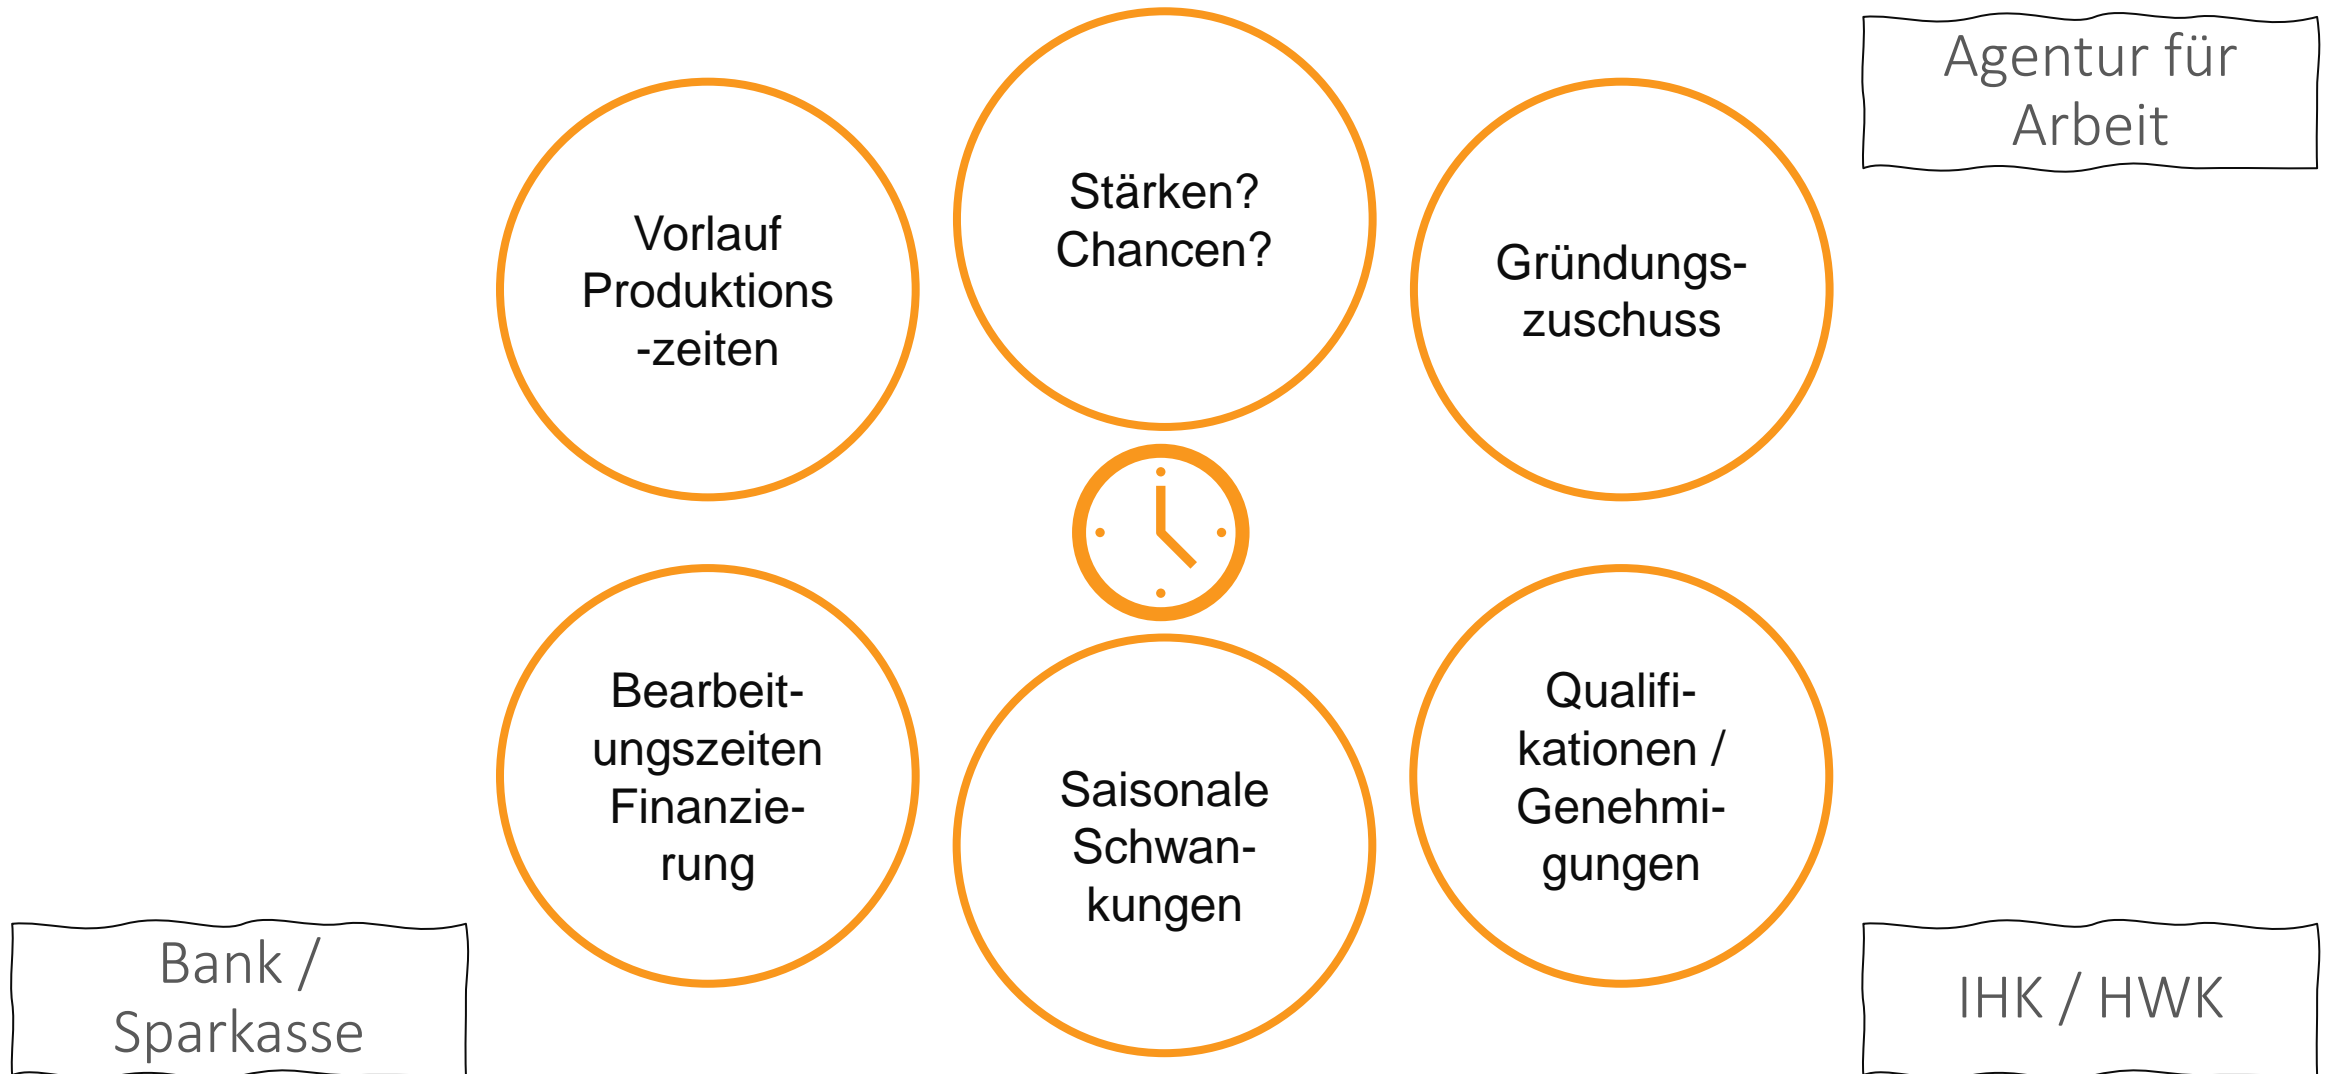 Agentur für
Arbeit
Stärken?
Chancen?
Vorlauf
Produktions
-zeiten
Gründungs-
zuschuss
Bearbeit-
ungszeiten
Finanzie-
rung
Saisonale
Schwan-
kungen
Qualifi-
kationen /
Genehmi-
gungen
Bank /
Sparkasse
IHK / HWK